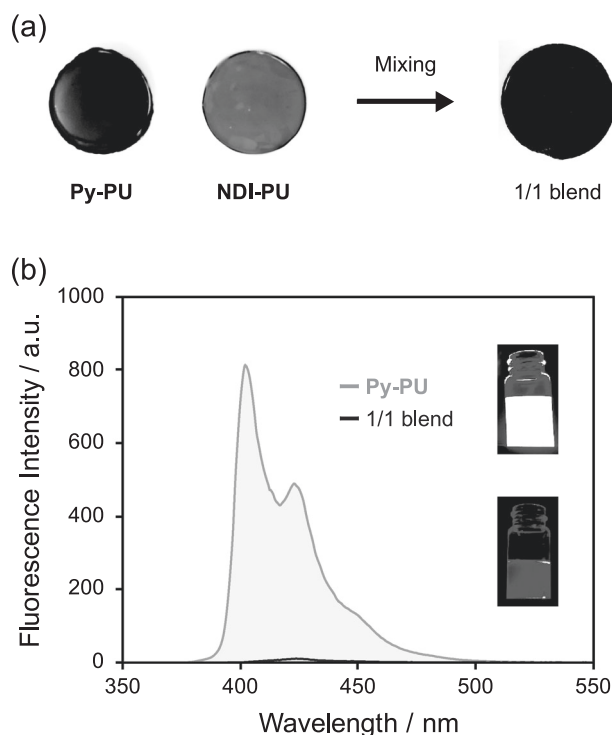 (a)
Mixing
Py-PU
NDI-PU
1/1 blend
(b)
1000
800
600
400
200
0
Fluorescence Intensity / a.u.
Py-PU
1/1 blend
350
400
450
500
550
Wavelength / nm